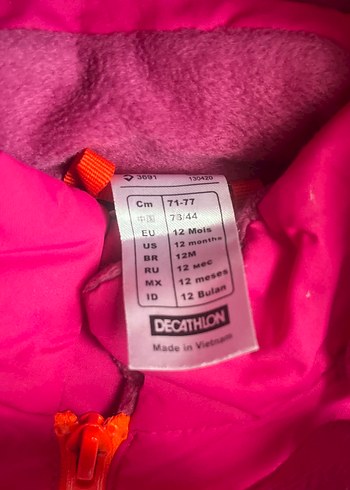 3691 130420
Cm 71-77
中国 73/44
EU 12 Mois
US 12 months
BR 12M
RU 12 мес
MX 12 meses
ID 12 Bulan
DECATHLON
Made in Vietnam